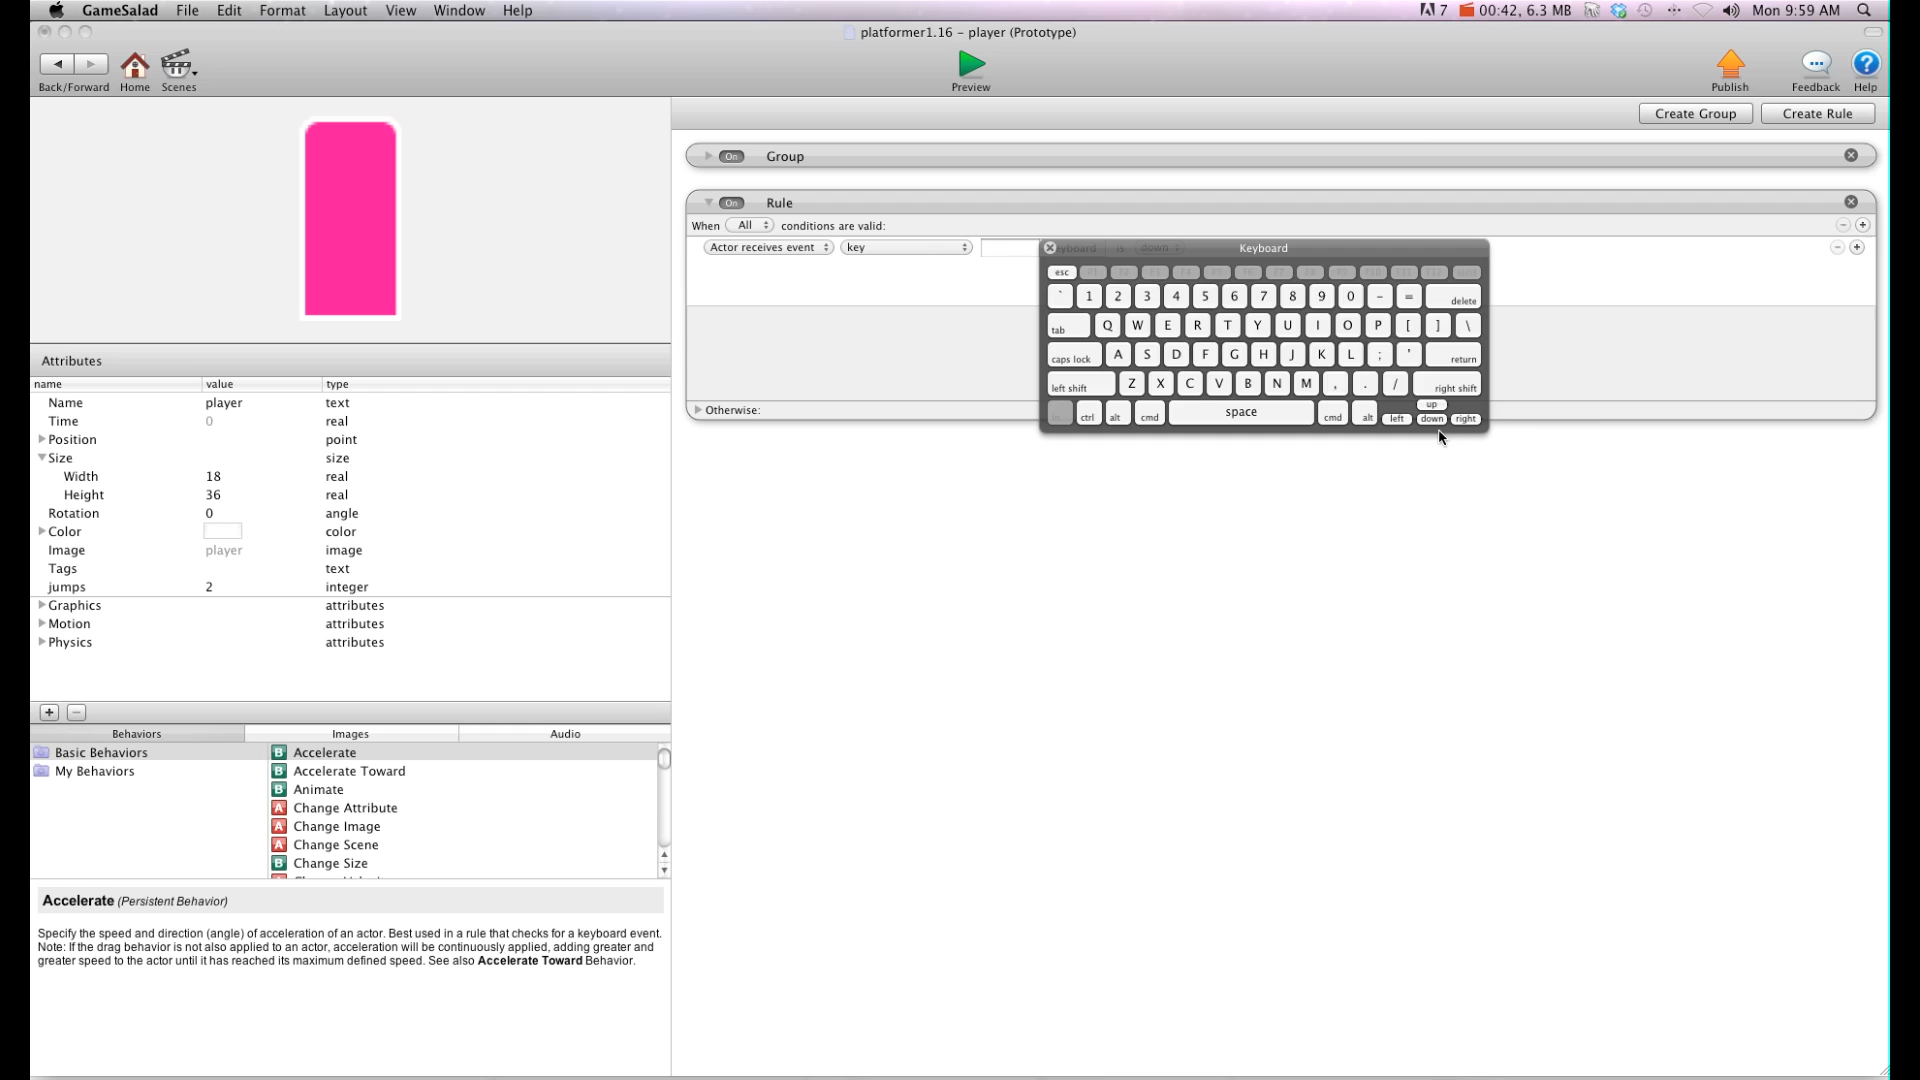 GameSalad File Edit Format Layout View Window Help 7 00:42, 6.3 MB Mon 9:59 AM
platformer1.16 – player (Prototype)
Back/Forward Home Scenes Preview Publish Feedback Help
Create Group Create Rule
On Group
On Rule
When All conditions are valid:
Actor receives event key Keyboard
esc
` 1 2 3 4 5 6 7 8 9 0 - = delete
tab Q W E R T Y U I O P [ ] \
caps lock A S D F G H J K L ; ' return
left shift Z X C V B N M , . / right shift
ctrl alt cmd space cmd alt left up down right
Otherwise:
Attributes
name value type
Name player text
Time 0 real
Position point
Size size
Width 18 real
Height 36 real
Rotation 0 angle
Color color
Image player image
Tags text
jumps 2 integer
Graphics attributes
Motion attributes
Physics attributes
Behaviors Images Audio
Basic Behaviors
My Behaviors
B Accelerate
B Accelerate Toward
B Animate
A Change Attribute
A Change Image
A Change Scene
B Change Size
Accelerate (Persistent Behavior)
Specify the speed and direction (angle) of acceleration of an actor. Best used in a rule that checks for a keyboard event.
Note: If the drag behavior is not also applied to an actor, acceleration will be continuously applied, adding greater and
greater speed to the actor until it has reached its maximum defined speed. See also Accelerate Toward Behavior.